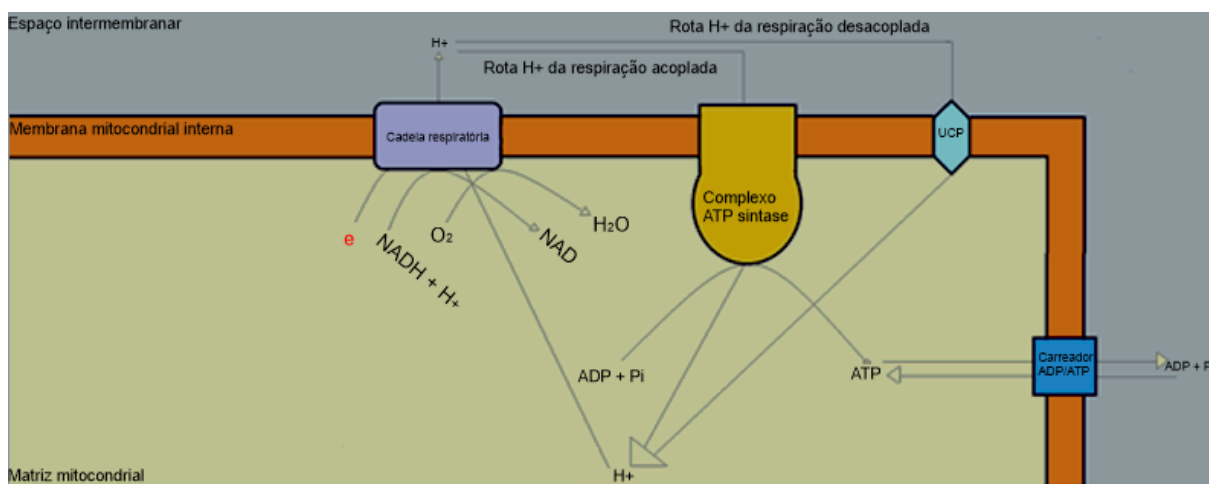 Espaço intermembranar
Rota H+ da respiração desacoplada
H+
Rota H+ da respiração acoplada
Membrana mitocondrial interna
Cadeia respiratória
UCP
Complexo
ATP sintase
e
NADH + H+
O2
NAD
H2O
ADP + Pi
ATP
Carreador
ADP/ATP
ADP + P
H+
Matriz mitocondrial